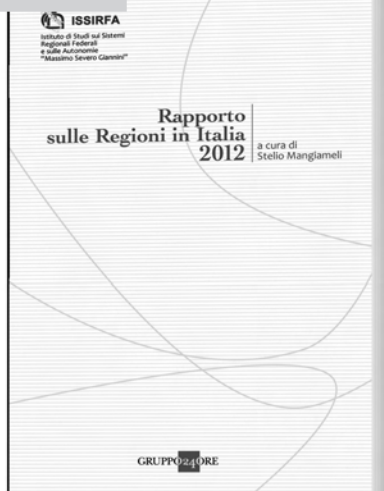 ISSIRFA
Istituto di Studi sui Sistemi
Regionali Federali
e sulle Autonomie
"Massimo Severo Giannini"
Rapporto
sulle Regioni in Italia
2012
a cura di
Stelio Mangiameli
GRUPPO24ORE